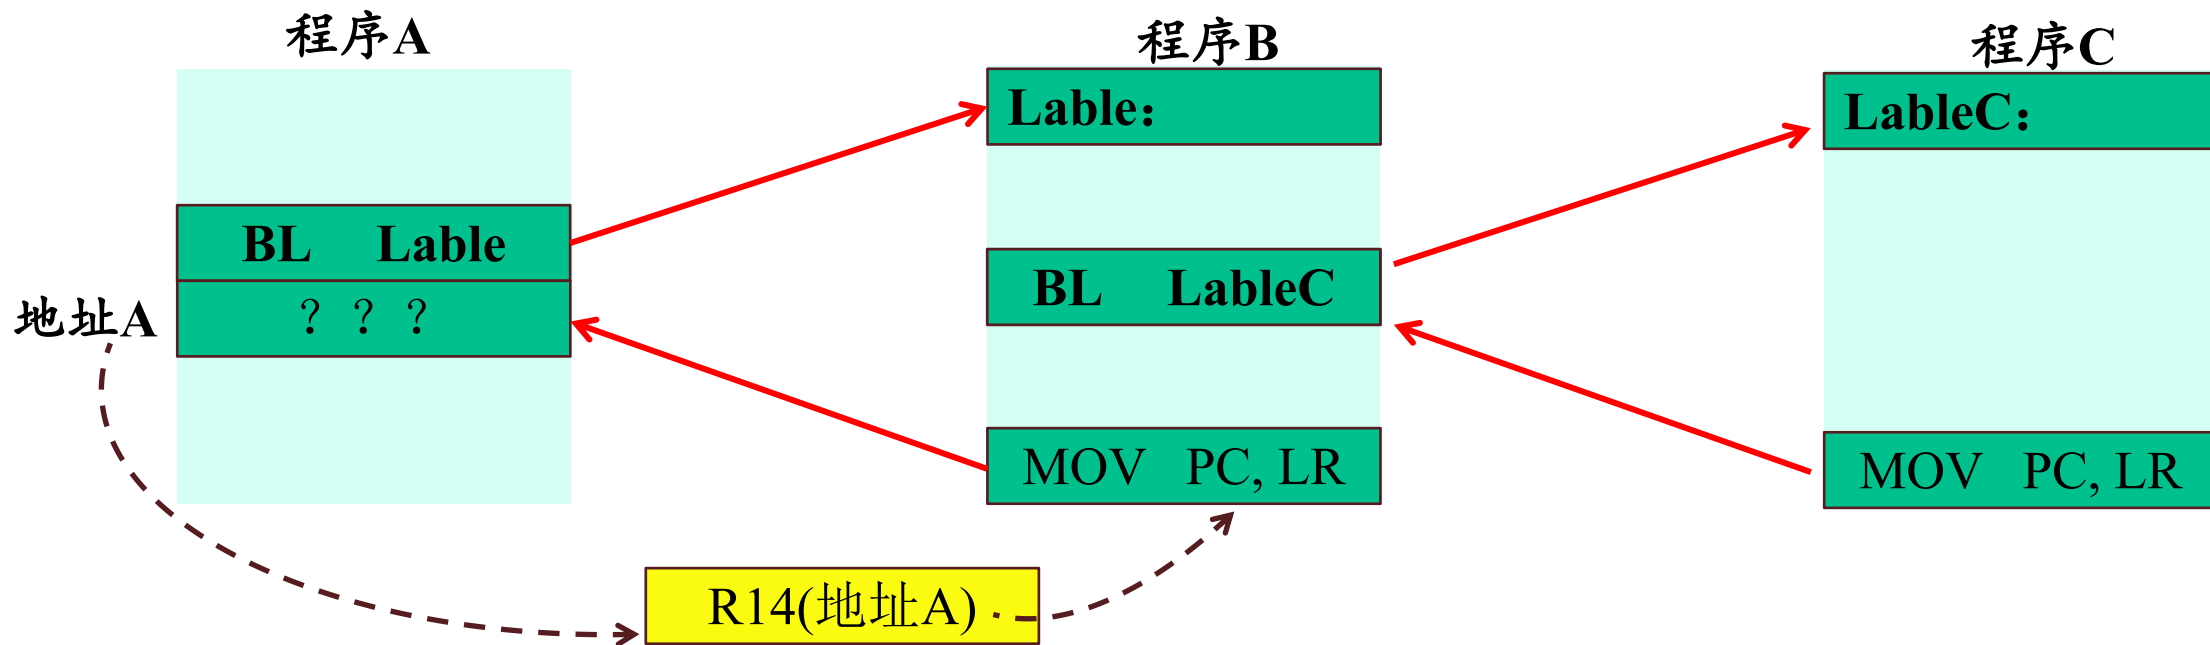 程序A
程序B
程序C
Lable：
LableC：
BL Lable
BL LableC
地址A
？？？
MOV PC, LR
MOV PC, LR
R14(地址A)